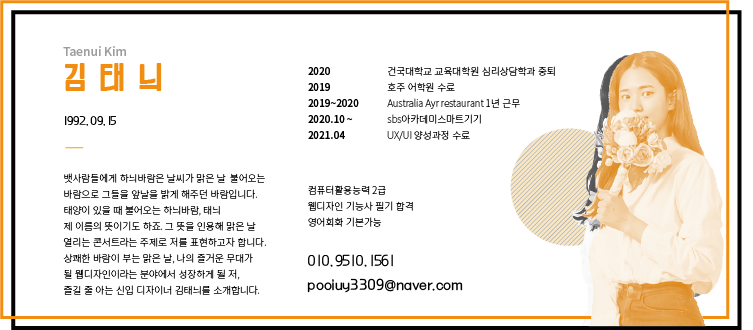 Taenui Kim
김 태 늬
1992. 09. 15
뱃사람들에게 하늬바람은 날씨가 맑은 날 불어오는
바람으로 그들을 앞날을 밝게 해주던 바람입니다.
태양이 있을 때 불어오는 하늬바람, 태늬
제 이름의 뜻이기도 하죠. 그 뜻을 인용해 맑은 날
열리는 콘서트라는 주제로 저를 표현하고자 합니다.
상쾌한 바람이 부는 맑은 날, 나의 즐거운 무대가
될 웹디자인이라는 분야에서 성장하게 될 저,
즐길 줄 아는 신입 디자이너 김태늬를 소개합니다.
2020 건국대학교 교육대학원 심리상담학과 중퇴
2019 호주 어학원 수료
2019~2020 Australia Ayr restaurant 1년 근무
2020.10 ~ sbs아카데미스마트기기
2021.04 UX/UI 양성과정 수료
컴퓨터활용능력 2급
웹디자인 기능사 필기 합격
영어회화 기본가능
010. 9510. 1561
pooiuy3309@naver.com